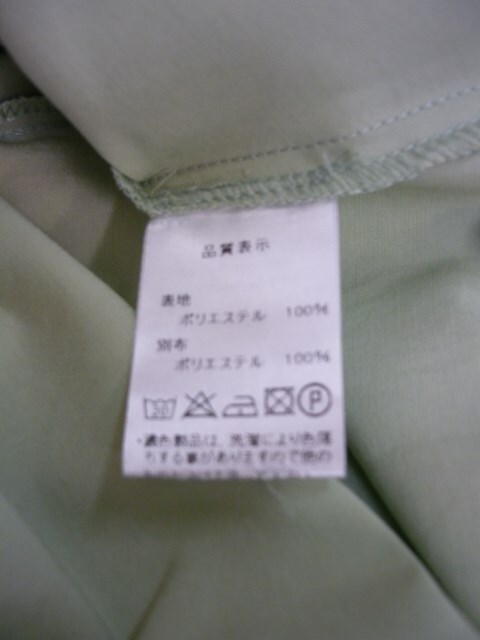 品質表示
表地
ポリエステル 100%
別布
ポリエステル 100%
P
・濃色製品は、洗濯により色落
ちする事がありますので他の